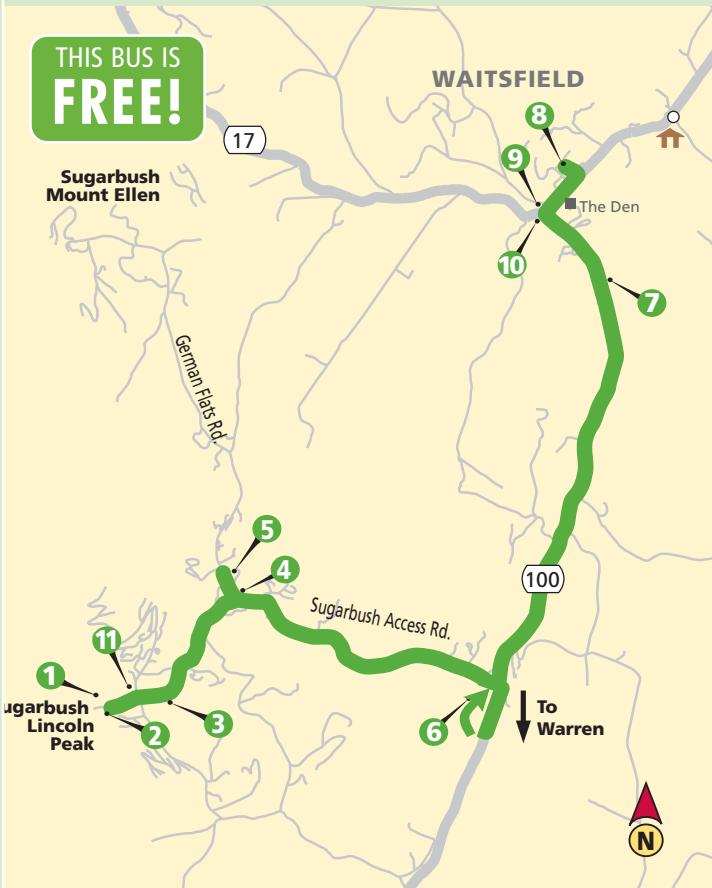 THIS BUS IS
FREE!
WAITSFIELD
8
17
9
Sugarbush
Mount Ellen
The Den
10
7
German Flats Rd.
5
4
100
Sugarbush Access Rd.
11
1
ugarbush
Lincoln
Peak
2
3
6
To
Warren
N